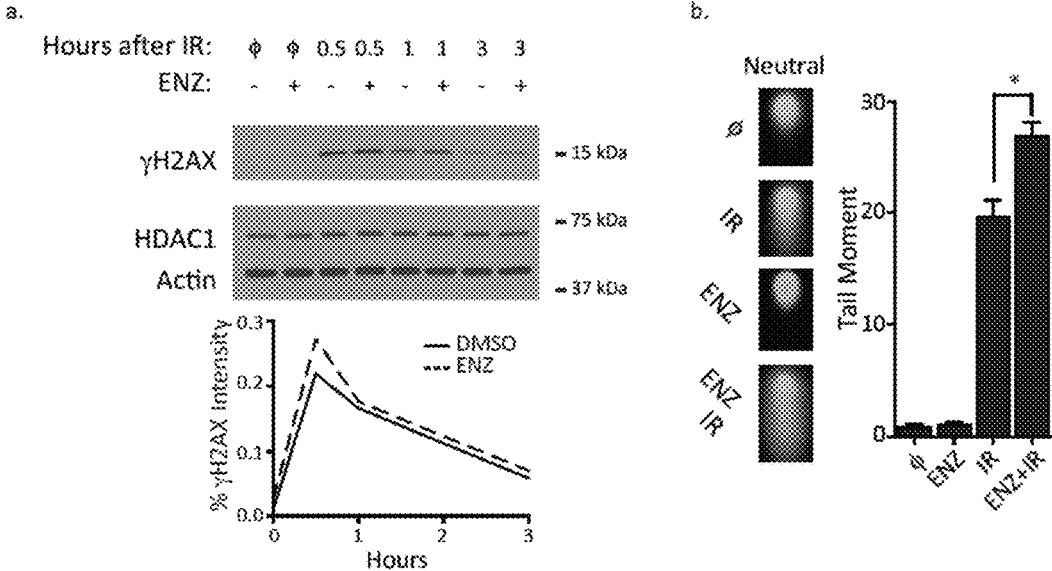 a.
Hours after IR: ϕ ϕ 0.5 0.5 1 1 3 3
ENZ: - + - + - + - +
γH2AX
15 kDa
HDAC1
75 kDa
Actin
37 kDa
% γH2AX Intensity
0.3
0.2
0.1
0.0
DMSO
ENZ
0 1 2 3
Hours
b.
Neutral
ϕ
IR
ENZ
ENZ
IR
Tail Moment
30
20
10
0
*
ϕ ENZ IR ENZ+IR